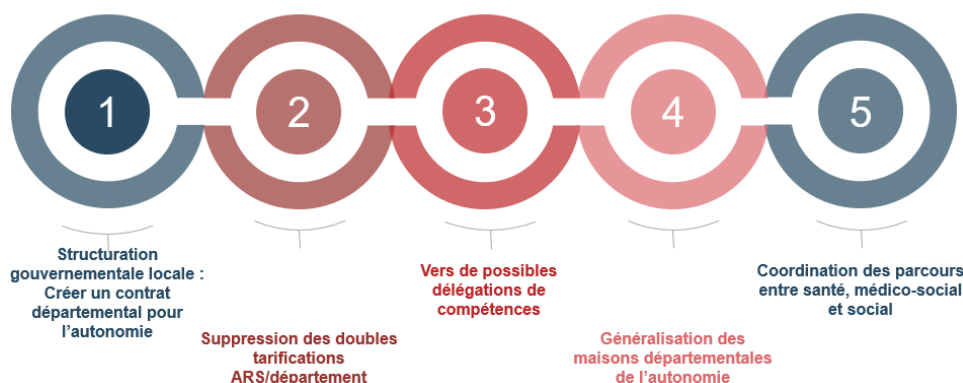 1
2
3
4
5
Structuration
gouvernementale locale :
Créer un contrat
départemental pour
l'autonomie
Suppression des doubles
tarifications
ARS/département
Vers de possibles
délégations de
compétences
Généralisation des
maisons départementales
de l'autonomie
Coordination des parcours
entre santé, médico-social
et social